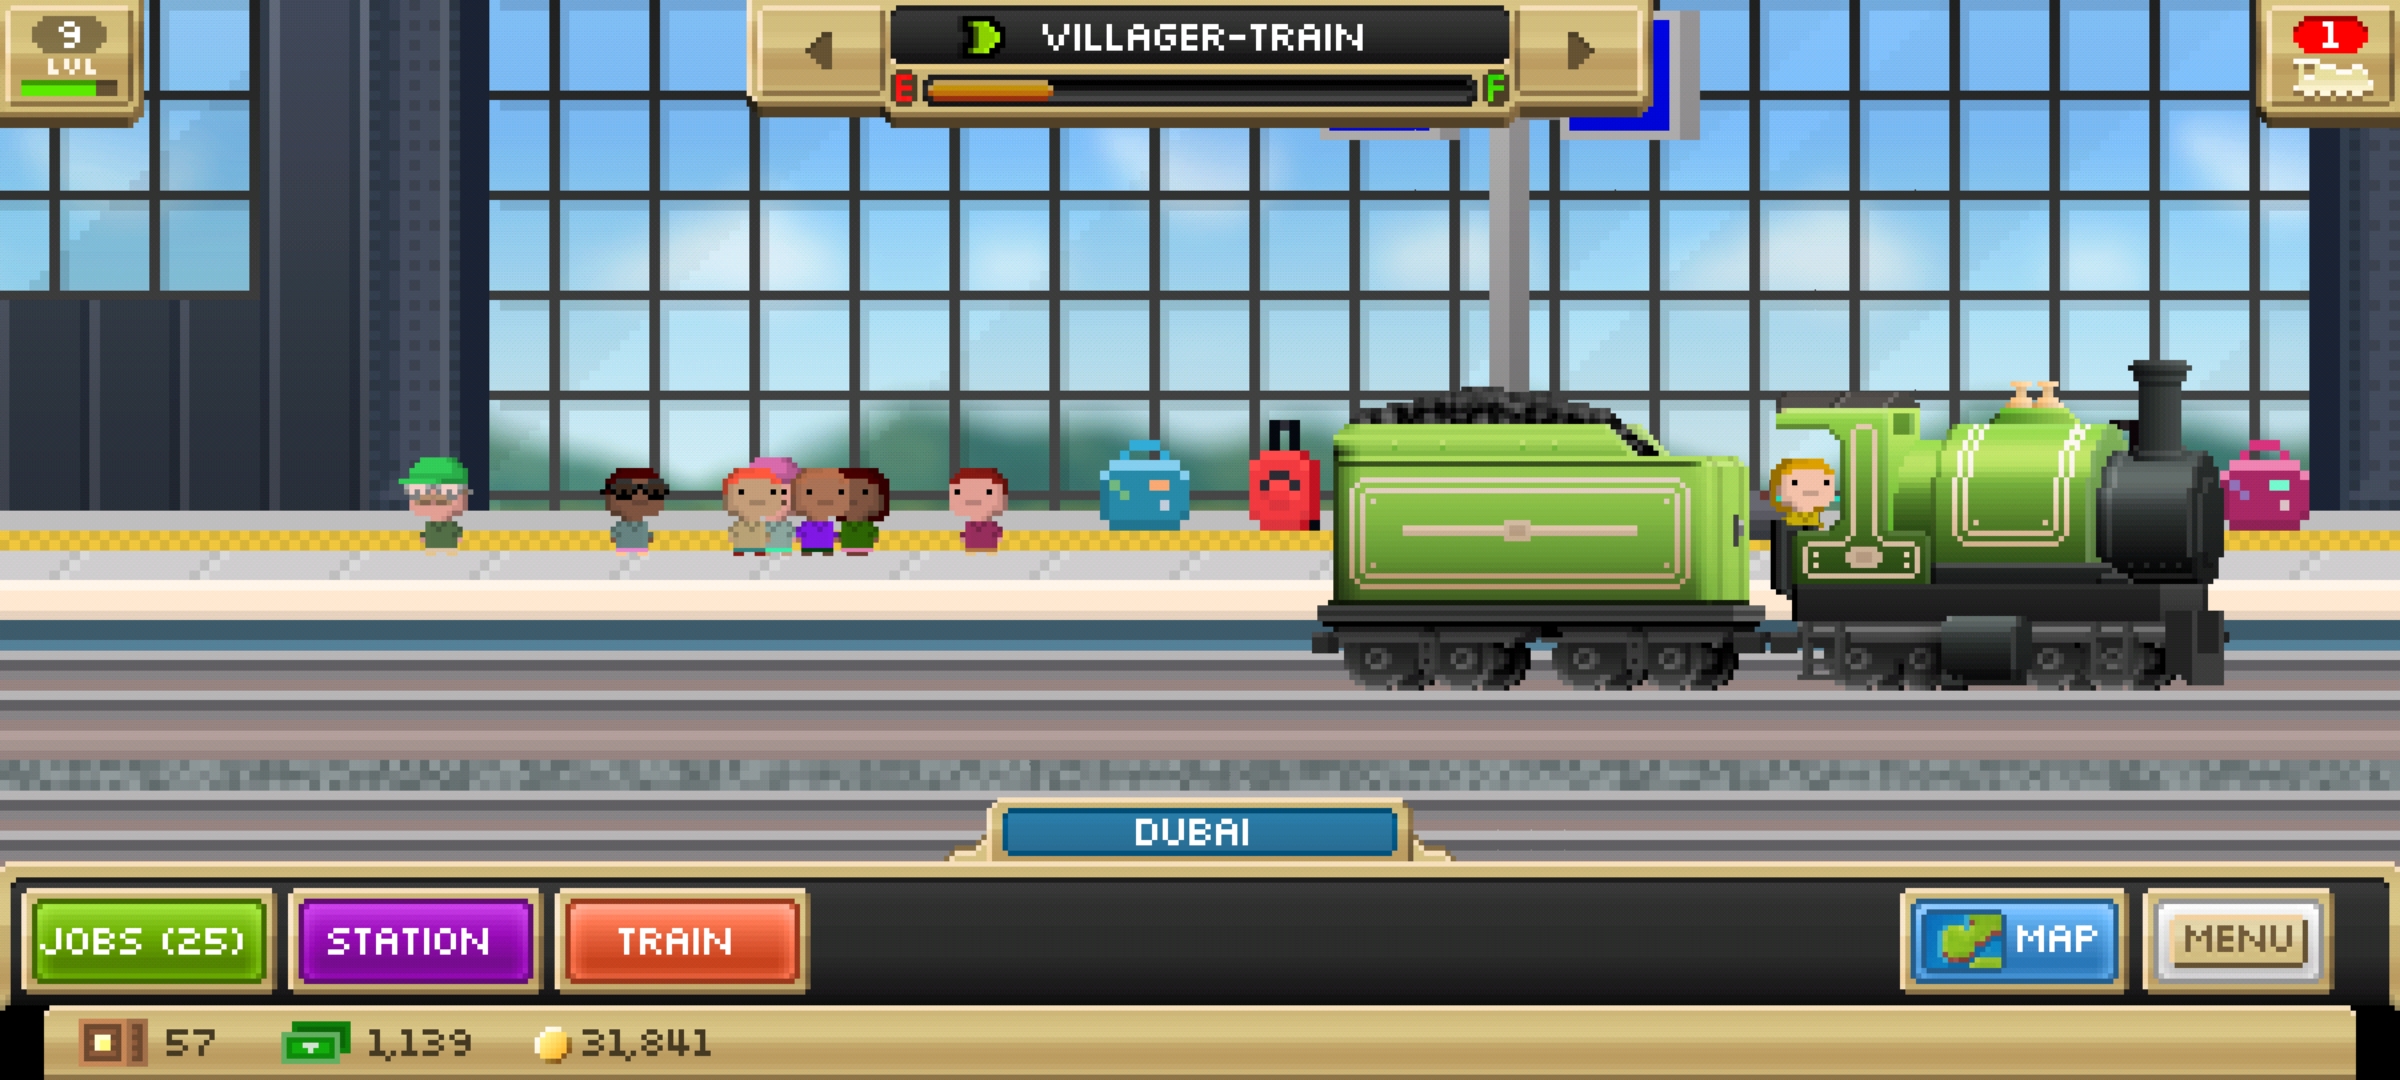 9
LVL
VILLAGER-TRAIN
E F
1
DUBAI
JOBS (25)
STATION
TRAIN
MAP
MENU
57
1,139
31,841